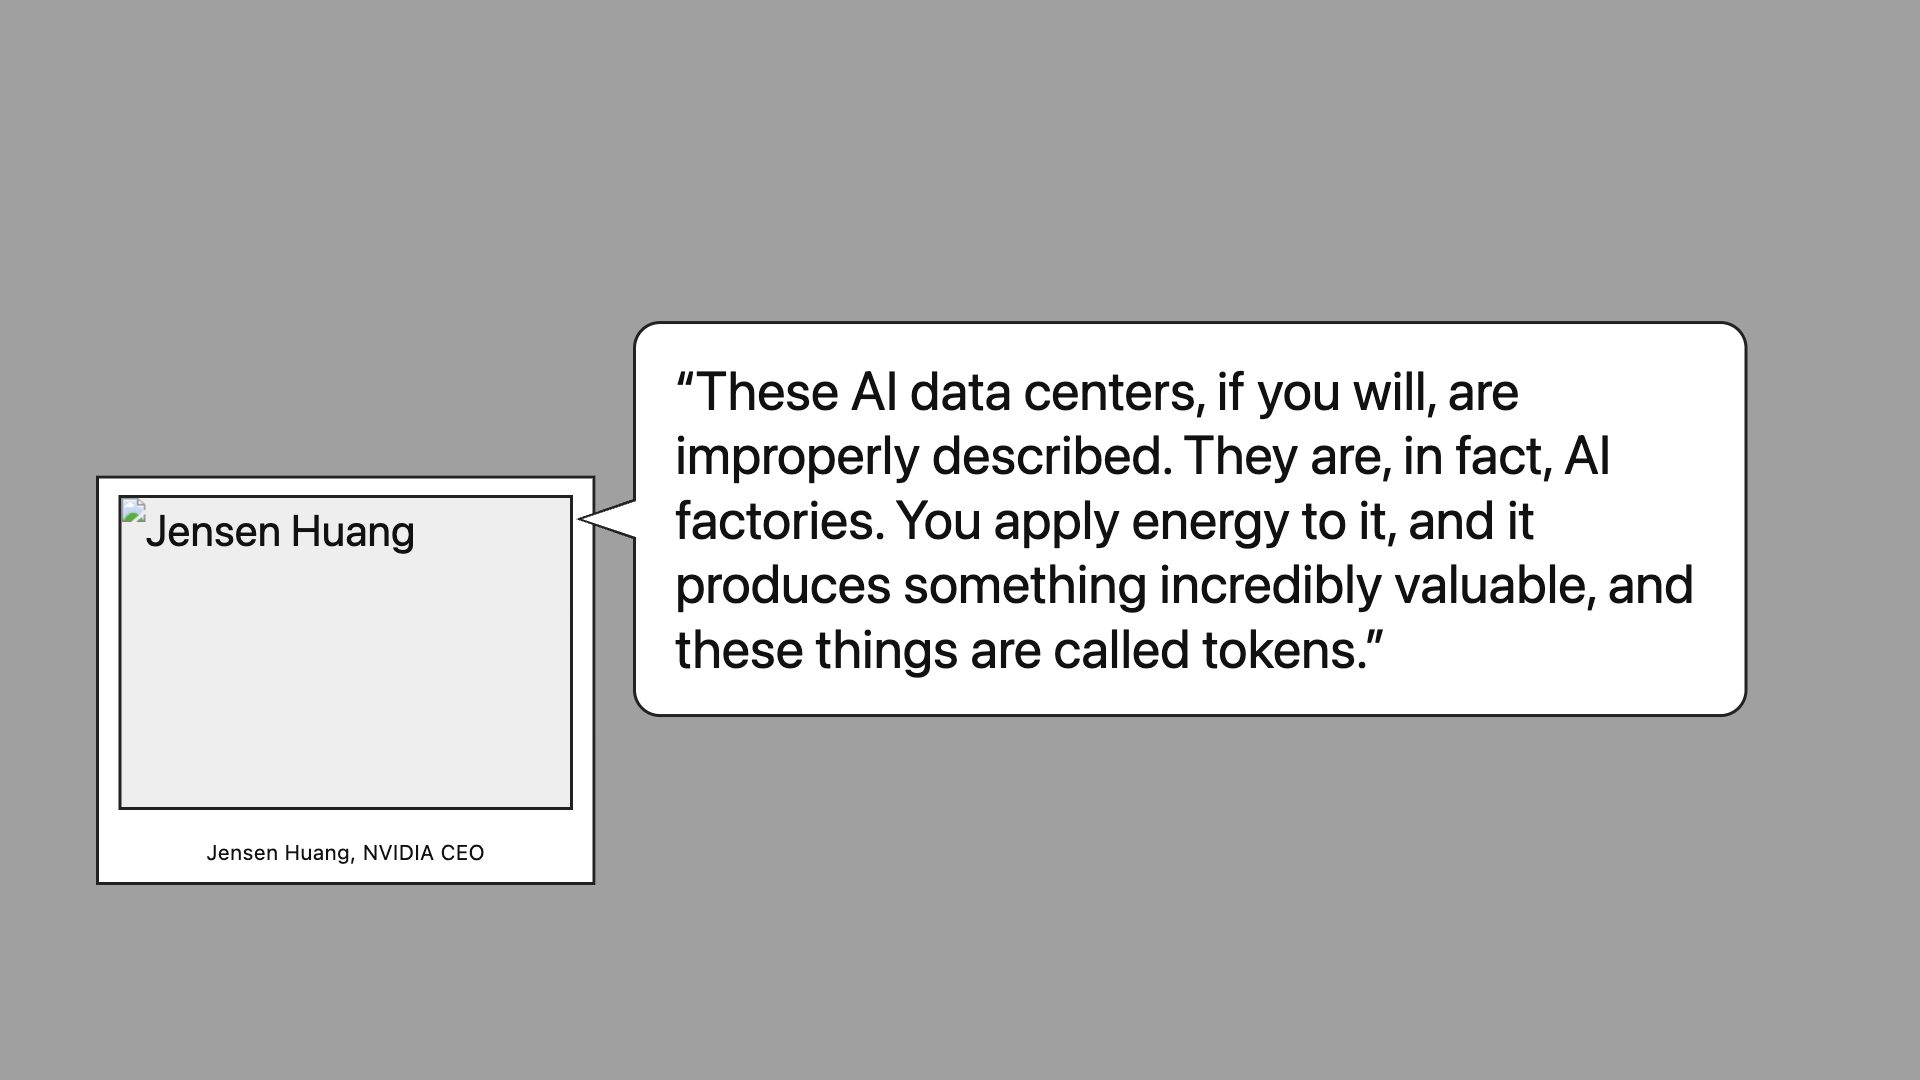 “These AI data centers, if you will, are
improperly described. They are, in fact, AI
factories. You apply energy to it, and it
produces something incredibly valuable, and
these things are called tokens.”
Jensen Huang
Jensen Huang, NVIDIA CEO